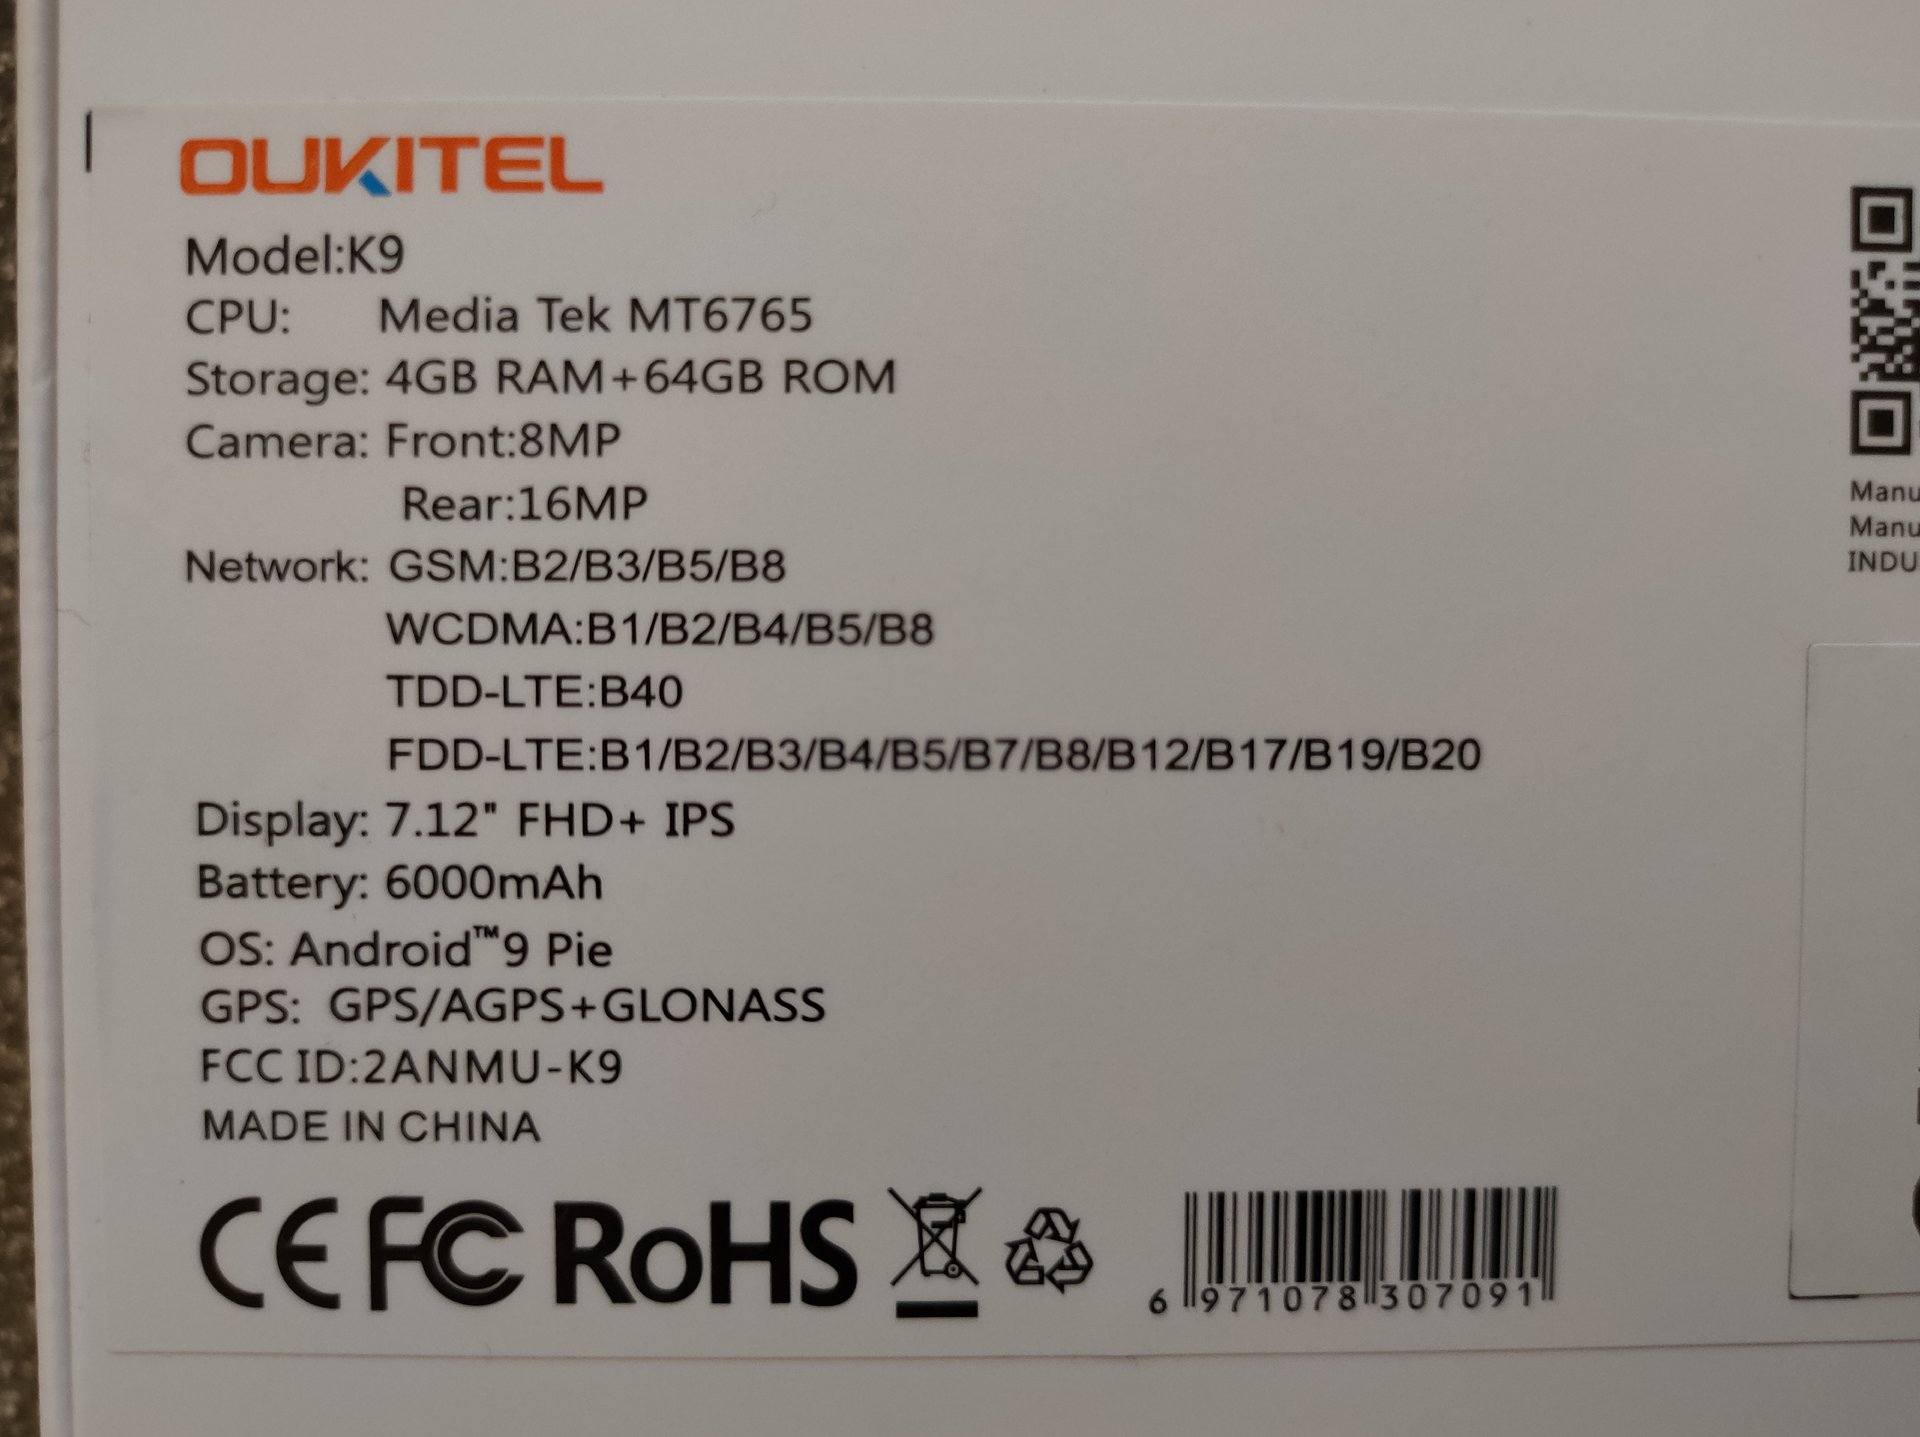 OUKITEL
Model:K9
CPU: Media Tek MT6765
Storage: 4GB RAM+64GB ROM
Camera: Front:8MP
Rear:16MP
Network: GSM:B2/B3/B5/B8
WCDMA:B1/B2/B4/B5/B8
TDD-LTE:B40
FDD-LTE:B1/B2/B3/B4/B5/B7/B8/B12/B17/B19/B20
Display: 7.12" FHD+ IPS
Battery: 6000mAh
OS: Android™9 Pie
GPS: GPS/AGPS+GLONASS
FCC ID:2ANMU-K9
MADE IN CHINA
CE FC RoHS
6 971078 307091
Manu
Manu
INDU